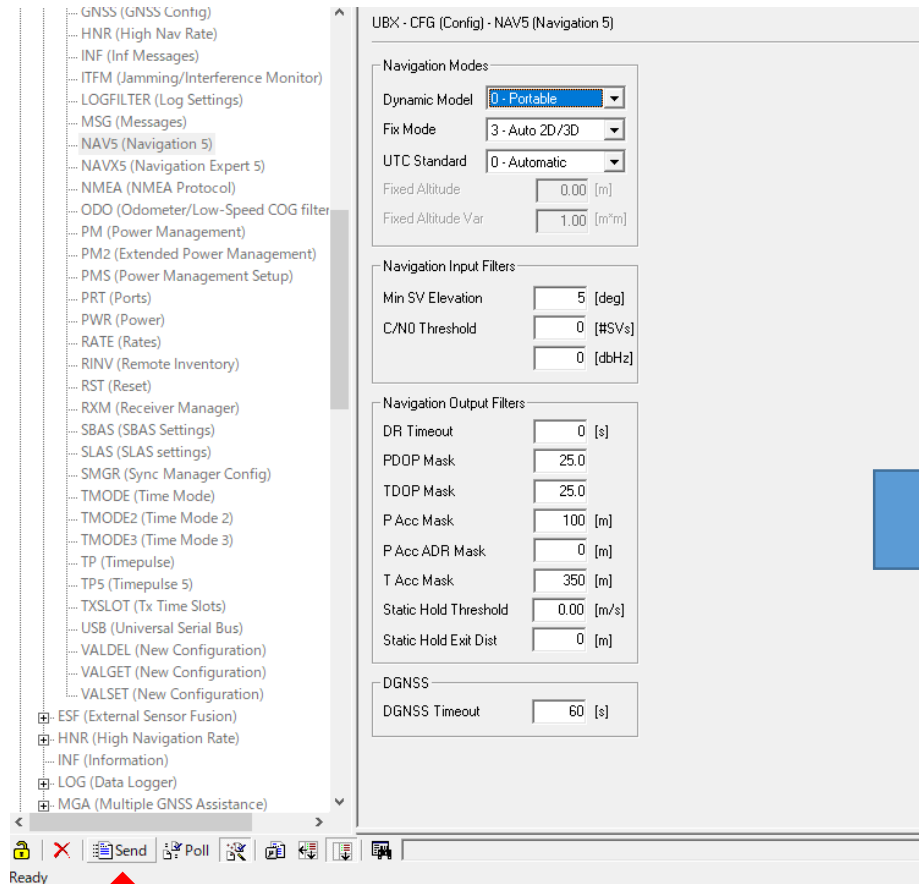 GNSS (GNSS Config)
HNR (High Nav Rate)
INF (Inf Messages)
ITFM (Jamming/Interference Monitor)
LOGFILTER (Log Settings)
MSG (Messages)
NAV5 (Navigation 5)
NAVX5 (Navigation Expert 5)
NMEA (NMEA Protocol)
ODO (Odometer/Low-Speed COG filter
PM (Power Management)
PM2 (Extended Power Management)
PMS (Power Management Setup)
PRT (Ports)
PWR (Power)
RATE (Rates)
RINV (Remote Inventory)
RST (Reset)
RXM (Receiver Manager)
SBAS (SBAS Settings)
SLAS (SLAS settings)
SMGR (Sync Manager Config)
TMODE (Time Mode)
TMODE2 (Time Mode 2)
TMODE3 (Time Mode 3)
TP (Timepulse)
TP5 (Timepulse 5)
TXSLOT (Tx Time Slots)
USB (Universal Serial Bus)
VALDEL (New Configuration)
VALGET (New Configuration)
VALSET (New Configuration)
ESF (External Sensor Fusion)
HNR (High Navigation Rate)
INF (Information)
LOG (Data Logger)
MGA (Multiple GNSS Assistance)
UBX - CFG (Config) - NAV5 (Navigation 5)
Navigation Modes
Dynamic Model 0 - Portable
Fix Mode 3 - Auto 2D/3D
UTC Standard 0 - Automatic
Fixed Altitude 0.00 [m]
Fixed Altitude Var 1.00 [m*m]
Navigation Input Filters
Min SV Elevation 5 [deg]
C/N0 Threshold 0 [#SVs]
0 [dbHz]
Navigation Output Filters
DR Timeout 0 [s]
PDOP Mask 25.0
TDOP Mask 25.0
P Acc Mask 100 [m]
P Acc ADR Mask 0 [m]
T Acc Mask 350 [m]
Static Hold Threshold 0.00 [m/s]
Static Hold Exit Dist 0 [m]
DGNSS
DGNSS Timeout 60 [s]
Send Poll
Ready